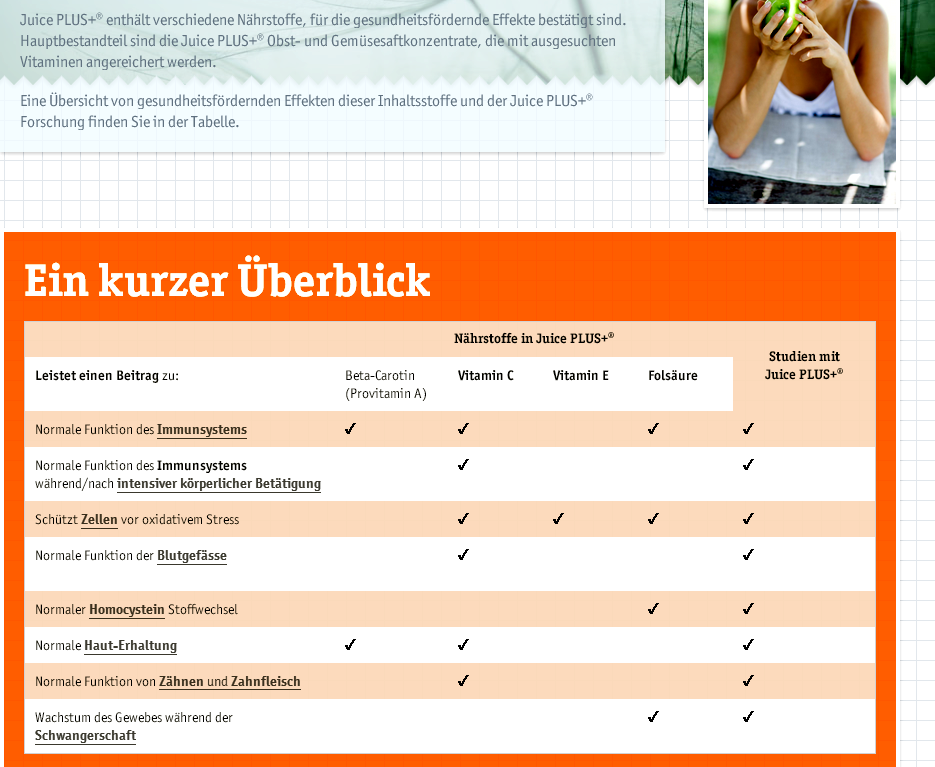 Juice PLUS+® enthält verschiedene Nährstoffe, für die gesundheitsfördernde Effekte bestätigt sind.
Hauptbestandteil sind die Juice PLUS+® Obst- und Gemüsesaftkonzentrate, die mit ausgesuchten
Vitaminen angereichert werden.
Eine Übersicht von gesundheitsfördernden Effekten dieser Inhaltsstoffe und der Juice PLUS+®
Forschung finden Sie in der Tabelle.
Ein kurzer Überblick
Nährstoffe in Juice PLUS+®
Studien mit
Juice PLUS+®
Leistet einen Beitrag zu: Beta-Carotin Vitamin C Vitamin E Folsäure
(Provitamin A)
Normale Funktion des Immunsystems ✓ ✓ ✓ ✓
Normale Funktion des Immunsystems ✓ ✓
während/nach intensiver körperlicher Betätigung
Schützt Zellen vor oxidativem Stress ✓ ✓ ✓ ✓
Normale Funktion der Blutgefässe ✓ ✓
Normaler Homocystein Stoffwechsel ✓ ✓
Normale Haut-Erhaltung ✓ ✓ ✓
Normale Funktion von Zähnen und Zahnfleisch ✓ ✓
Wachstum des Gewebes während der ✓ ✓
Schwangerschaft